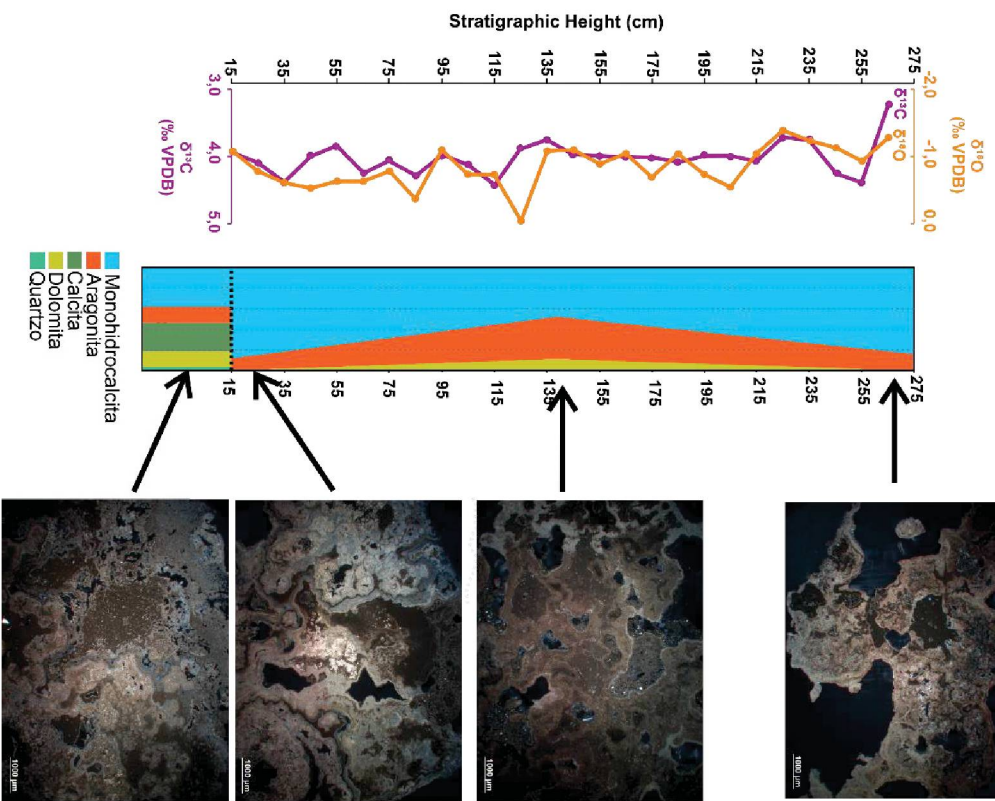 Stratigraphic Height (cm)
15 35 55 75 95 115 135 155 175 195 215 235 255 275
3,0
4,0
5,0
δ¹³C
(‰ VPDB)
-2,0
-1,0
0,0
δ¹⁸O
(‰ VPDB)
δ¹³C
δ¹⁸O
Monohidrocalcita
Aragonita
Calcita
Dolomita
Quartzo
15 35 55 75 95 115 135 155 175 195 215 235 255 275
1000 µm
1000 µm
1000 µm
1000 µm